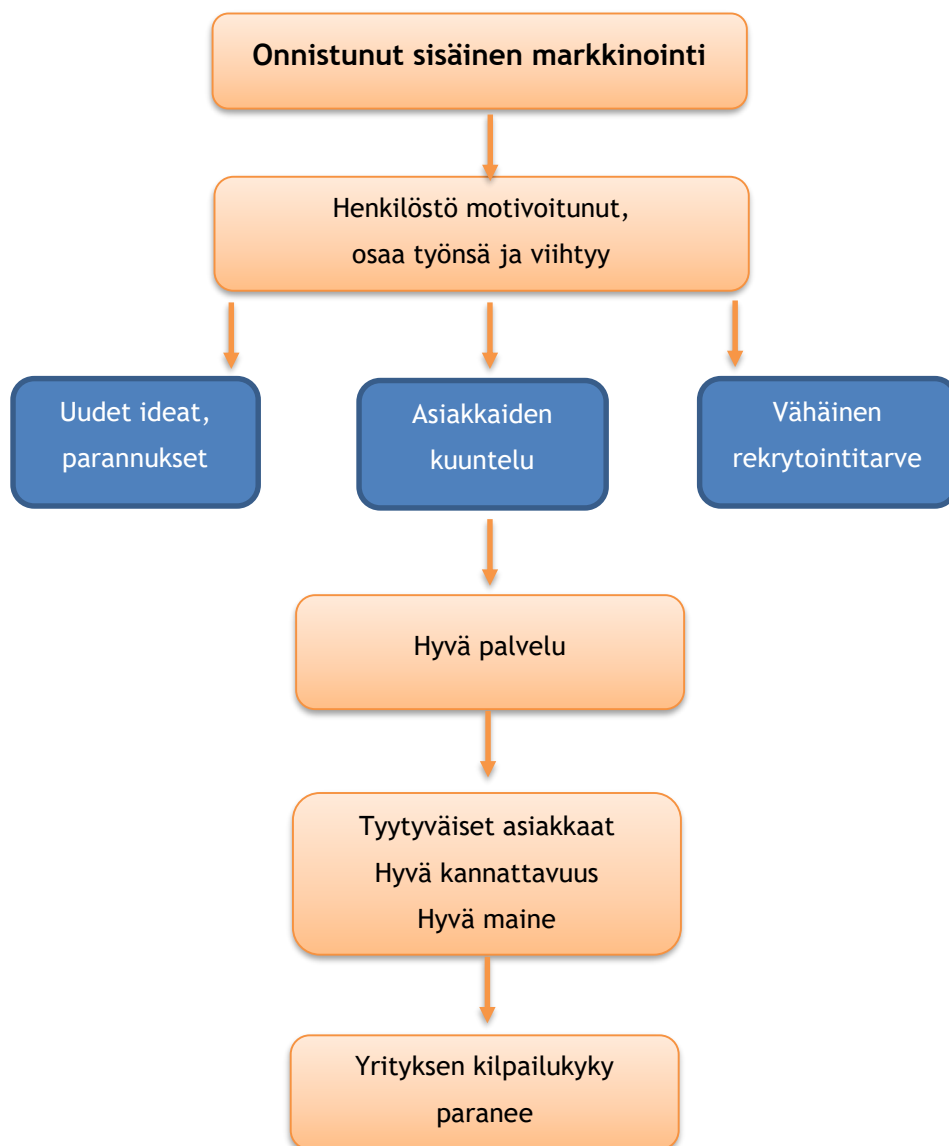 Onnistunut sisäinen markkinointi
Henkilöstö motivoitunut,
osaa työnsä ja viihtyy
Uudet ideat,
parannukset
Asiakkaiden
kuuntelu
Vähäinen
rekrytointitarve
Hyvä palvelu
Tyytyväiset asiakkaat
Hyvä kannattavuus
Hyvä maine
Yrityksen kilpailukyky
paranee